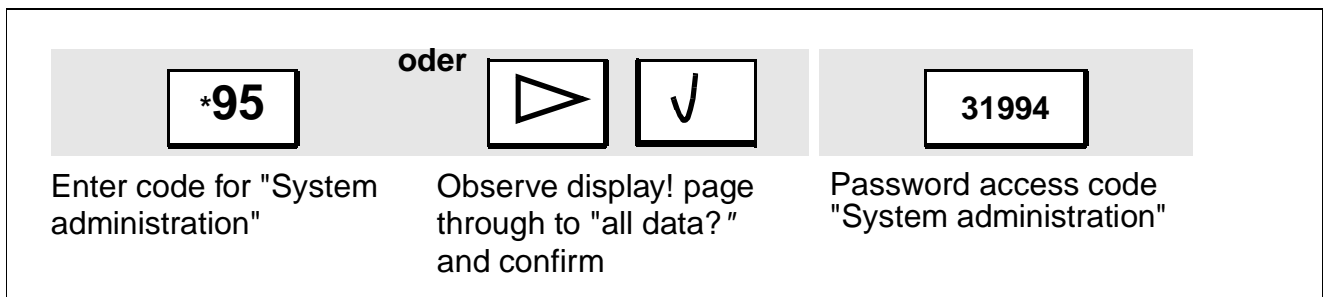 oder
*95
31994
Enter code for "System
administration"
Observe display! page
through to "all data?"
and confirm
Password access code
"System administration"